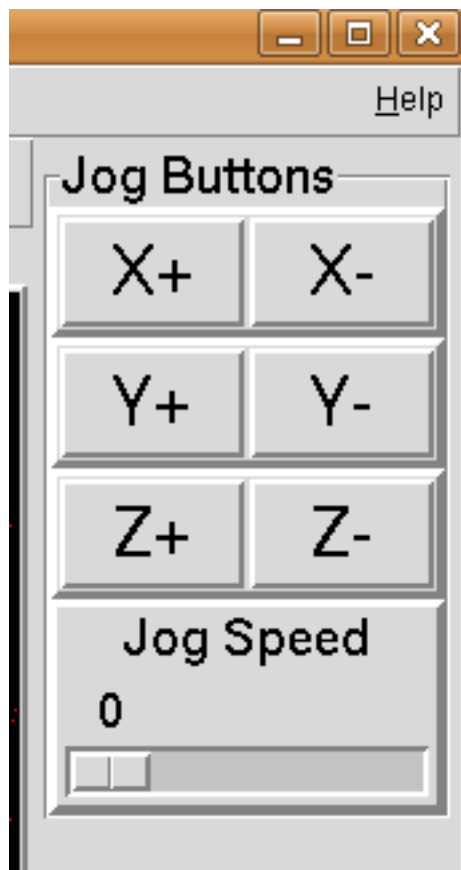 Help
Jog Buttons
X+ X-
Y+ Y-
Z+ Z-
Jog Speed
0